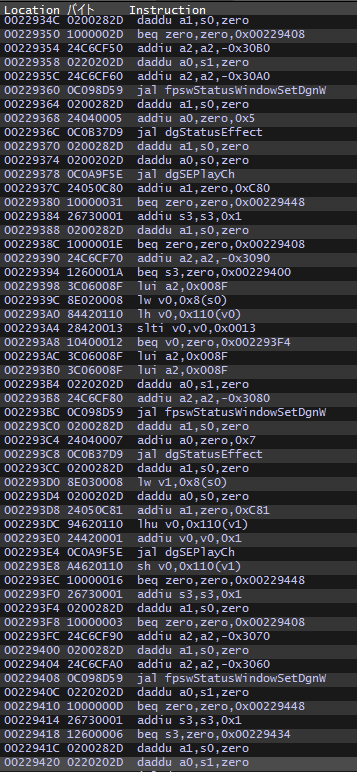 Location バイト Instruction
0022934C 0200282D daddu a1,s0,zero
00229350 1000002D beq zero,zero,0x00229408
00229354 24C6CF50 addiu a2,a2,-0x30B0
00229358 0200202D daddu a0,s0,zero
0022935C 24C6CF60 addiu a2,a2,-0x30A0
00229360 0C098D59 jal fpswStatusWindowSetDgnW
00229364 0200282D daddu a1,s0,zero
00229368 24040005 addiu a0,zero,0x5
0022936C 0C0B37D9 jal dgStatusEffect
00229370 0200282D daddu a1,s0,zero
00229374 0200202D daddu a0,s0,zero
00229378 0C0A9F5E jal dgSEPlayCh
0022937C 24050C80 addiu a1,zero,0xC80
00229380 10000031 beq zero,zero,0x00229448
00229384 26730001 addiu s3,s3,0x1
00229388 0200282D daddu a1,s0,zero
0022938C 1000001E beq zero,zero,0x00229408
00229390 24C6CF70 addiu a2,a2,-0x3090
00229394 1260001A beq s3,zero,0x00229400
00229398 3C06008F lui a2,0x008F
0022939C 8E020008 lw v0,0x8(s0)
002293A0 84420110 lh v0,0x110(v0)
002293A4 28420013 slti v0,v0,0x0013
002293A8 10400012 beq v0,zero,0x002293F4
002293AC 3C06008F lui a2,0x008F
002293B0 3C06008F lui a2,0x008F
002293B4 0220202D daddu a0,s1,zero
002293B8 24C6CF80 addiu a2,a2,-0x3080
002293BC 0C098D59 jal fpswStatusWindowSetDgnW
002293C0 0200282D daddu a1,s0,zero
002293C4 24040007 addiu a0,zero,0x7
002293C8 0C0B37D9 jal dgStatusEffect
002293CC 0200282D daddu a1,s0,zero
002293D0 8E030008 lw v1,0x8(s0)
002293D4 0200202D daddu a0,s0,zero
002293D8 24050C81 addiu a1,zero,0xC81
002293DC 94620110 lhu v0,0x110(v1)
002293E0 24420001 addiu v0,v0,0x1
002293E4 0C0A9F5E jal dgSEPlayCh
002293E8 A4620110 sh v0,0x110(v1)
002293EC 10000016 beq zero,zero,0x00229448
002293F0 26730001 addiu s3,s3,0x1
002293F4 0200282D daddu a1,s0,zero
002293F8 10000003 beq zero,zero,0x00229408
002293FC 24C6CF90 addiu a2,a2,-0x3070
00229400 0200282D daddu a1,s0,zero
00229404 24C6CFA0 addiu a2,a2,-0x3060
00229408 0C098D59 jal fpswStatusWindowSetDgnW
0022940C 0220202D daddu a0,s1,zero
00229410 1000000D beq zero,zero,0x00229448
00229414 26730001 addiu s3,s3,0x1
00229418 12600006 beq s3,zero,0x00229434
0022941C 0200282D daddu a1,s0,zero
00229420 0220202D daddu a0,s1,zero